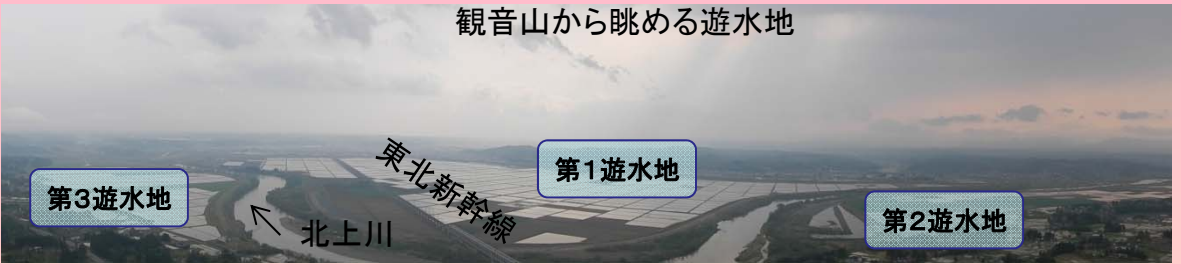 観音山から眺める遊水地
東北新幹線
第1遊水地
第3遊水地
第2遊水地
北上川